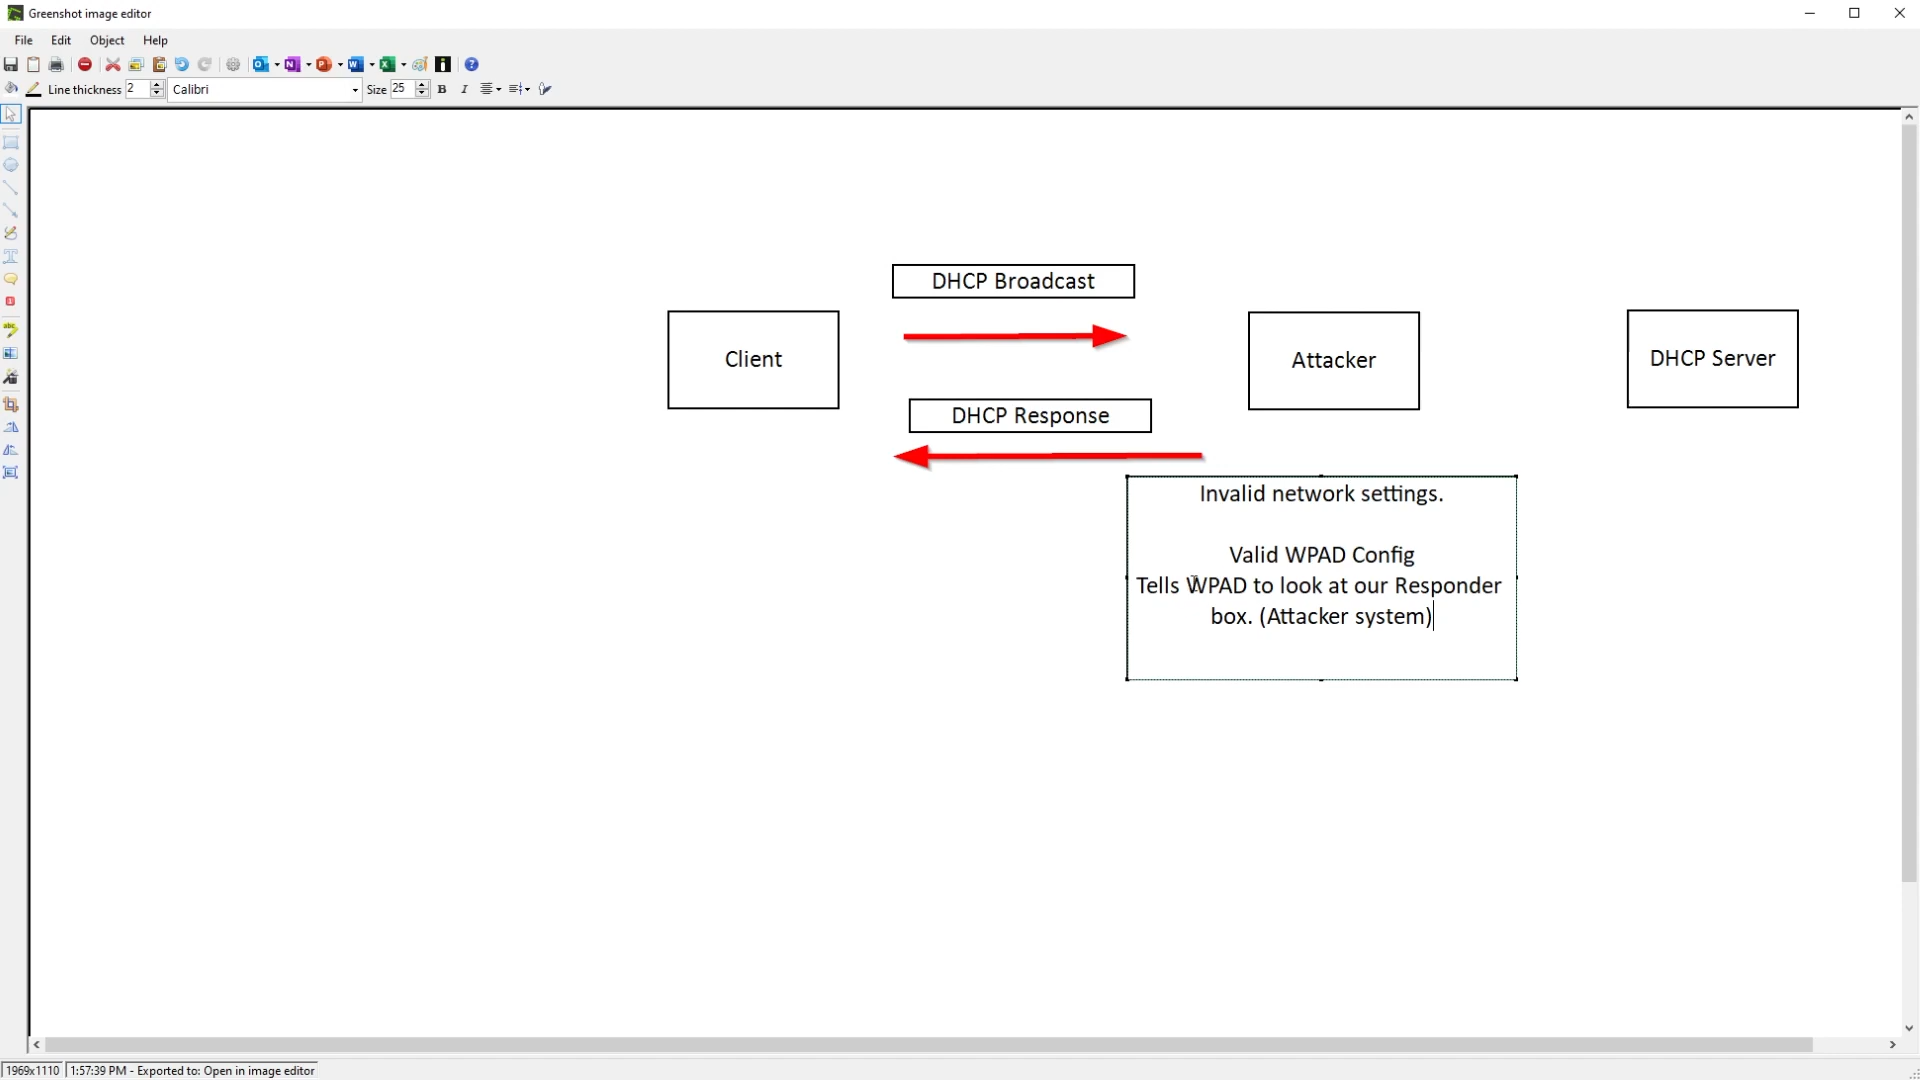 Greenshot image editor
File Edit Object Help
Line thickness 2 Calibri Size 25 B I
DHCP Broadcast
Client
Attacker
DHCP Server
DHCP Response
Invalid network settings.
Valid WPAD Config
Tells WPAD to look at our Responder
box. (Attacker system)
1969x1110 1:57:39 PM - Exported to: Open in image editor